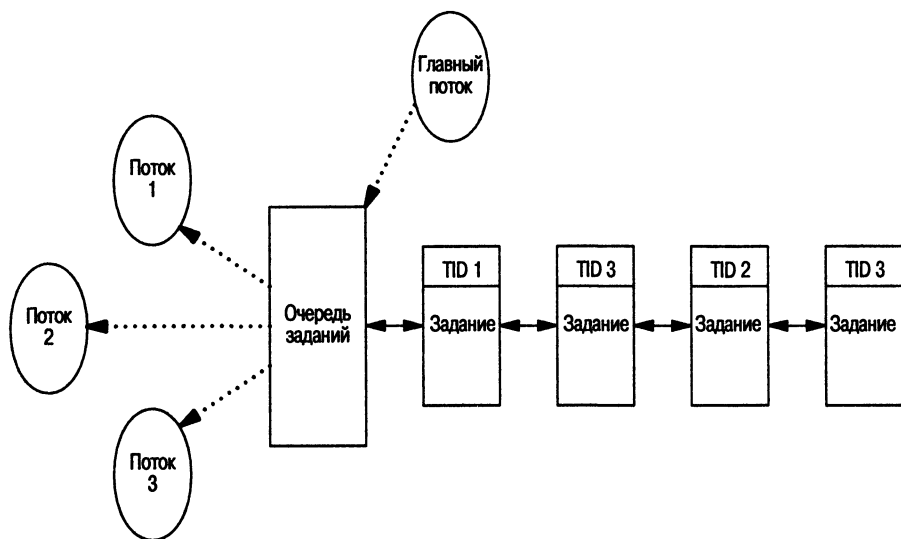 Главный
поток
Поток
1
Поток
2
Поток
3
Очередь
заданий
TID 1
Задание
TID 3
Задание
TID 2
Задание
TID 3
Задание